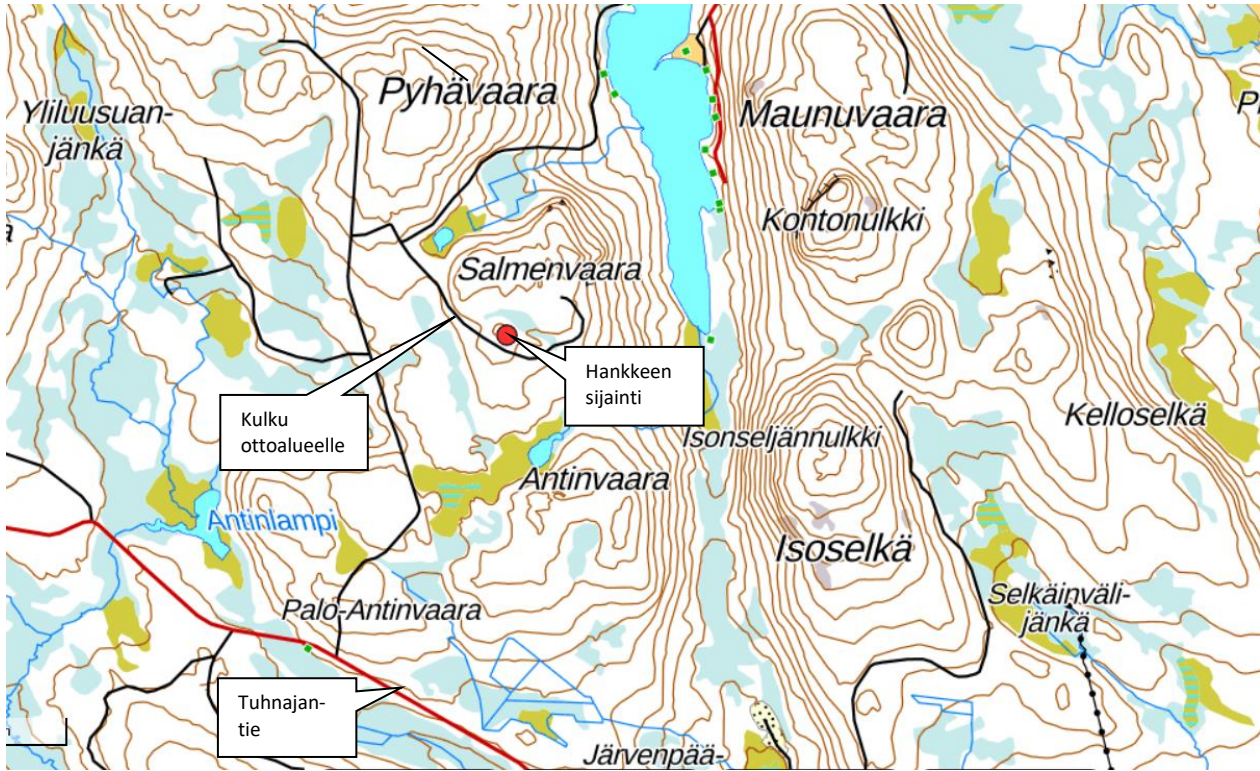 Pyhävaara
Yliluusuan-
jänkä
Maunuvaara
Kontonulkki
Salmenvaara
Hankkeen
sijainti
Kulku
ottoalueelle
Kelloselkä
Isonseljännulkki
Antinvaara
Antinlampi
Isoselkä
Selkäinväli-
jänkä
Palo-Antinvaara
Tuhnajan-
tie
Järvenpää-